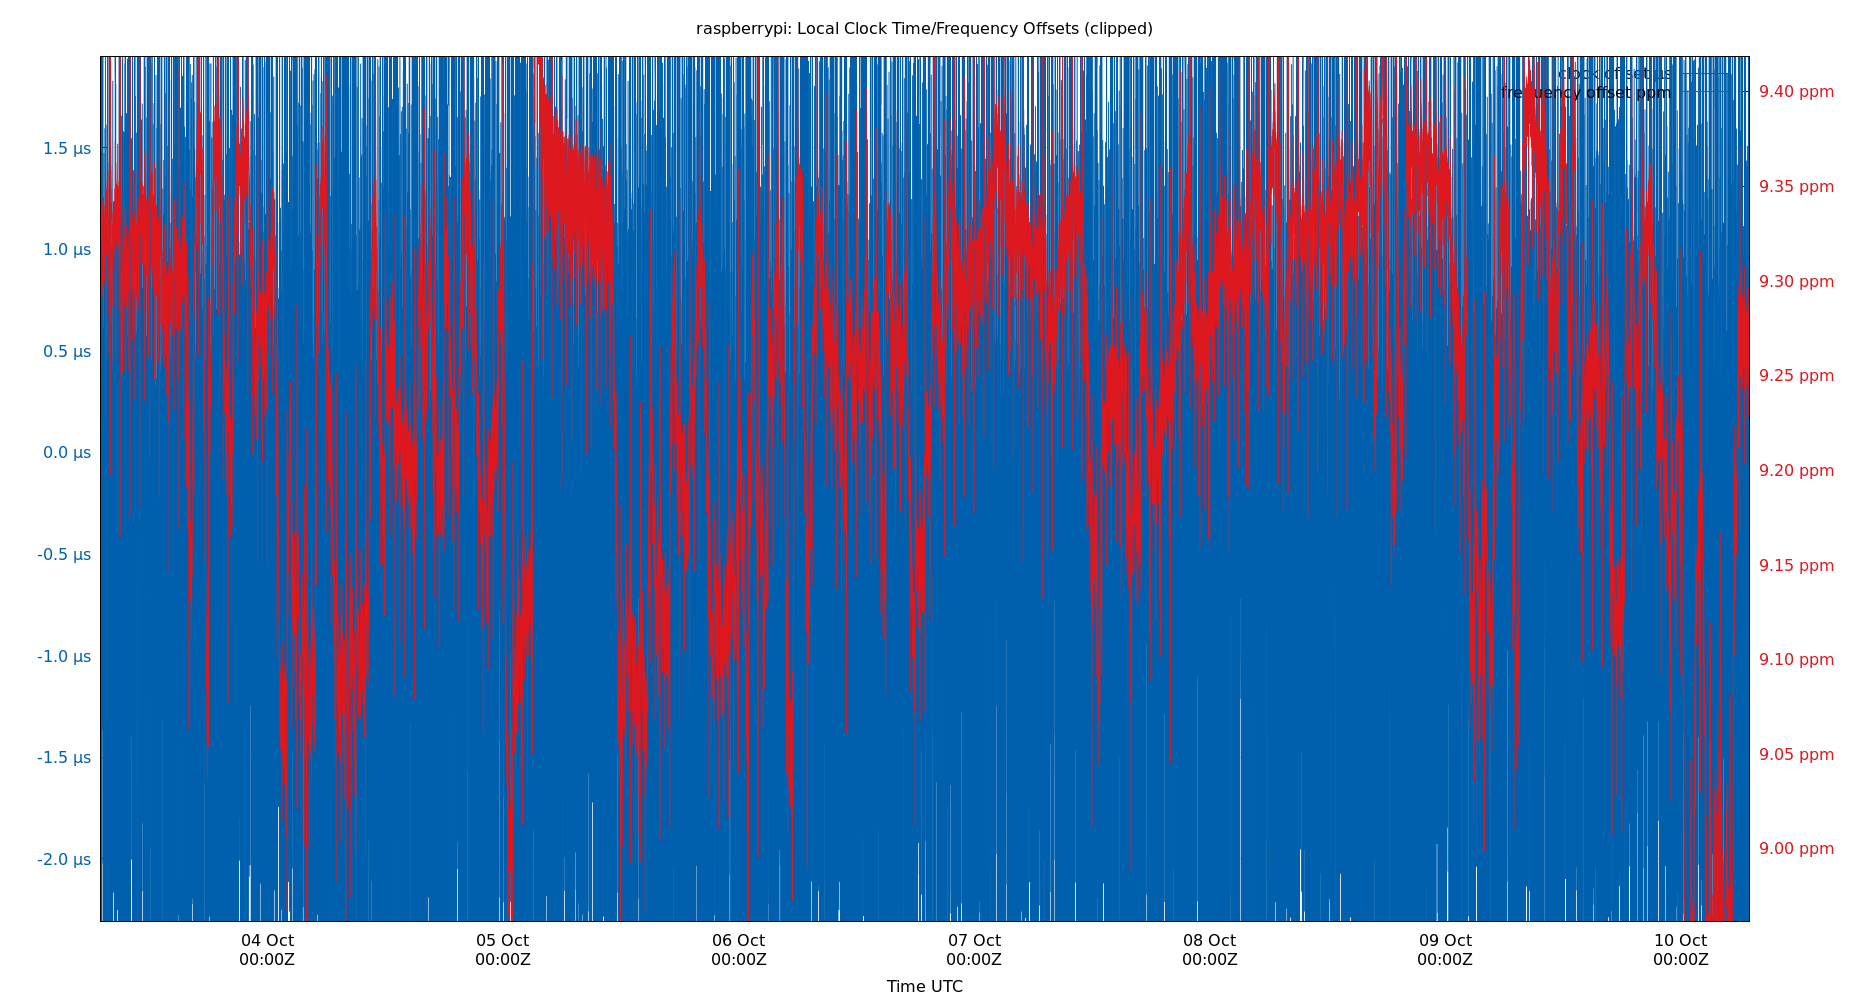 raspberrypi: Local Clock Time/Frequency Offsets (clipped)
clock offset µs
frequency offset ppm
1.5 µs
1.0 µs
0.5 µs
0.0 µs
-0.5 µs
-1.0 µs
-1.5 µs
-2.0 µs
9.40 ppm
9.35 ppm
9.30 ppm
9.25 ppm
9.20 ppm
9.15 ppm
9.10 ppm
9.05 ppm
9.00 ppm
04 Oct
00:00Z
05 Oct
00:00Z
06 Oct
00:00Z
07 Oct
00:00Z
08 Oct
00:00Z
09 Oct
00:00Z
10 Oct
00:00Z
Time UTC